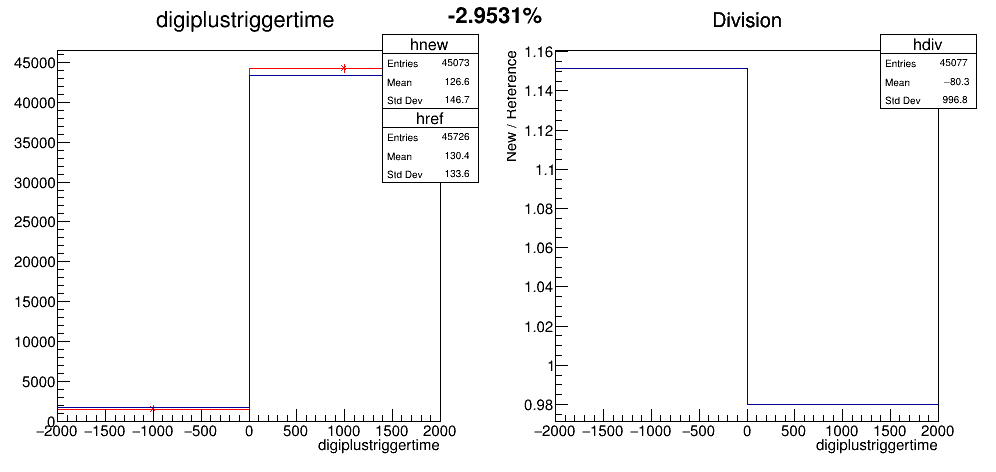 digiplustriggertime
-2.9531%
Division
hnew
Entries 45073
Mean 126.6
Std Dev 146.7
href
Entries 45726
Mean 130.4
Std Dev 133.6
45000
40000
35000
30000
25000
20000
15000
10000
5000
0
−2000 −1500 −1000 −500 0 500 1000 1500 2000
digiplustriggertime
hdiv
Entries 45077
Mean −80.3
Std Dev 996.8
New / Reference
1.16
1.14
1.12
1.1
1.08
1.06
1.04
1.02
1
0.98
−2000 −1500 −1000 −500 0 500 1000 1500 2000
digiplustriggertime